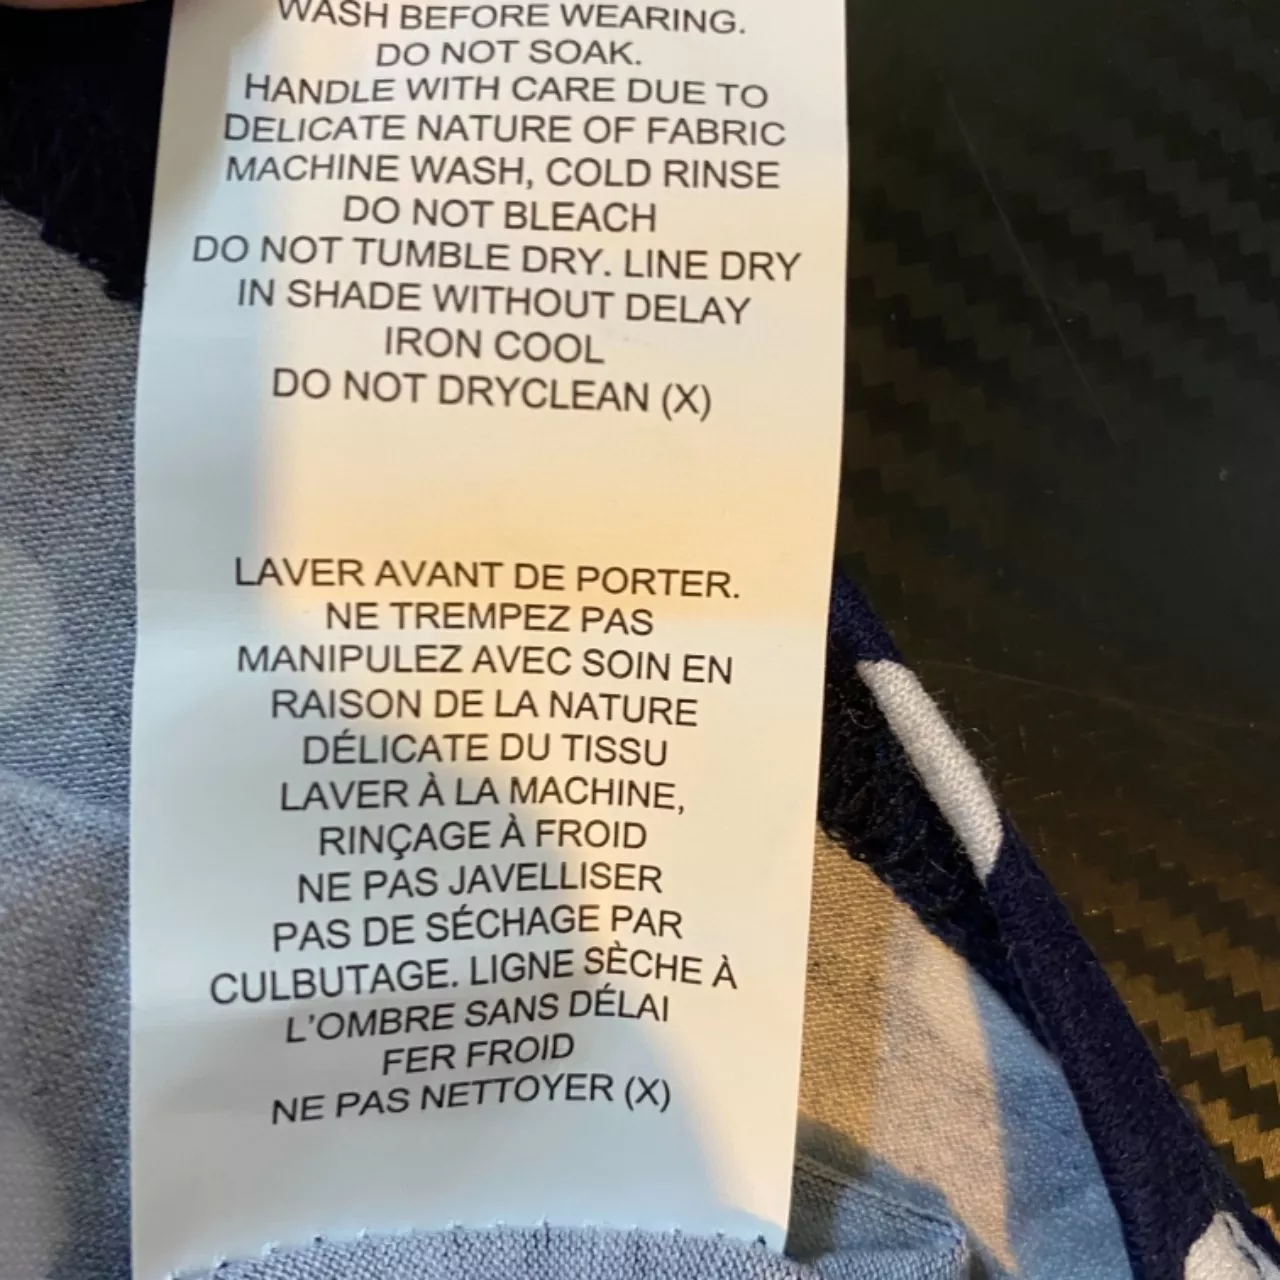 WASH BEFORE WEARING.
DO NOT SOAK.
HANDLE WITH CARE DUE TO
DELICATE NATURE OF FABRIC
MACHINE WASH, COLD RINSE
DO NOT BLEACH
DO NOT TUMBLE DRY. LINE DRY
IN SHADE WITHOUT DELAY
IRON COOL
DO NOT DRYCLEAN (X)
LAVER AVANT DE PORTER.
NE TREMPEZ PAS
MANIPULEZ AVEC SOIN EN
RAISON DE LA NATURE
DÉLICATE DU TISSU
LAVER À LA MACHINE,
RINÇAGE À FROID
NE PAS JAVELLISER
PAS DE SÉCHAGE PAR
CULBUTAGE. LIGNE SÈCHE À
L'OMBRE SANS DÉLAI
FER FROID
NE PAS NETTOYER (X)